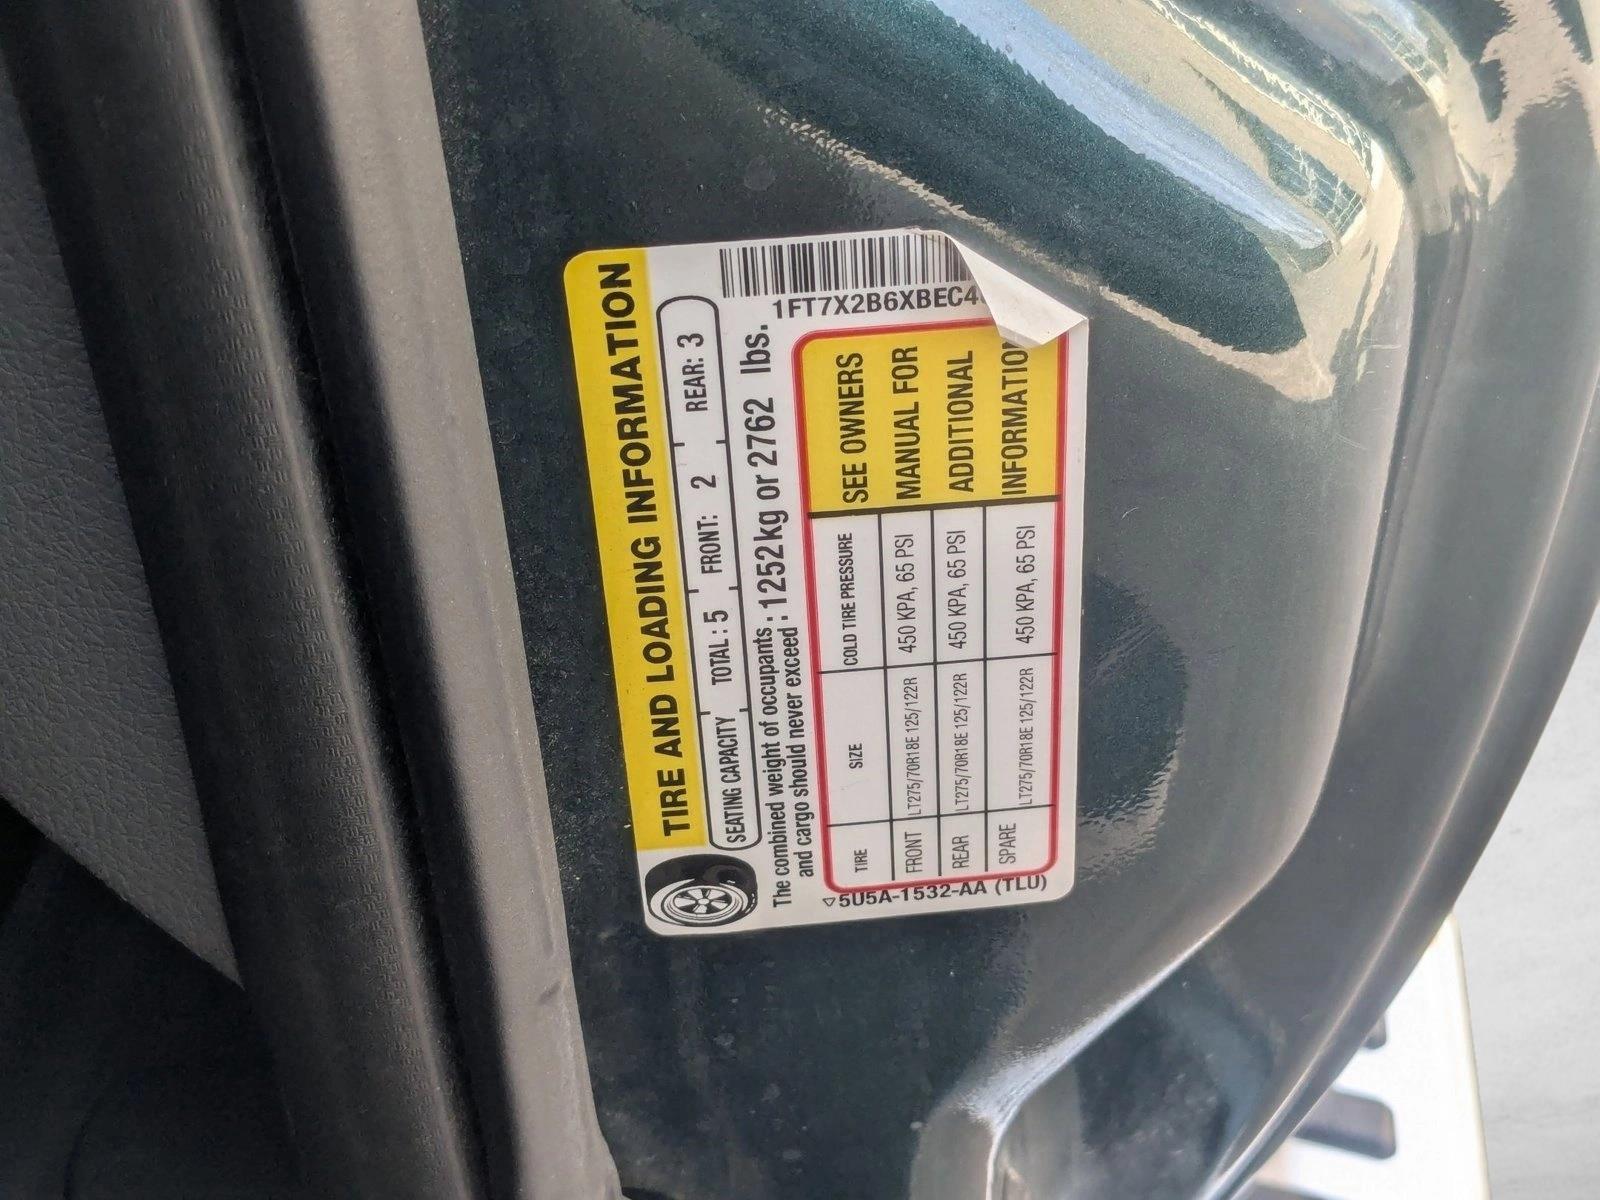 TIRE AND LOADING INFORMATION
SEATING CAPACITY TOTAL : 5 FRONT: 2 REAR: 3
The combined weight of occupants : 1252kg or 2762 lbs.
and cargo should never exceed :
1FT7X2B6XBEC4
TIRE SIZE COLD TIRE PRESSURE
FRONT LT275/70R18E 125/122R 450 KPA, 65 PSI
REAR LT275/70R18E 125/122R 450 KPA, 65 PSI
SPARE LT275/70R18E 125/122R 450 KPA, 65 PSI
SEE OWNERS
MANUAL FOR
ADDITIONAL
INFORMATION
5U5A-1532-AA (TLU)